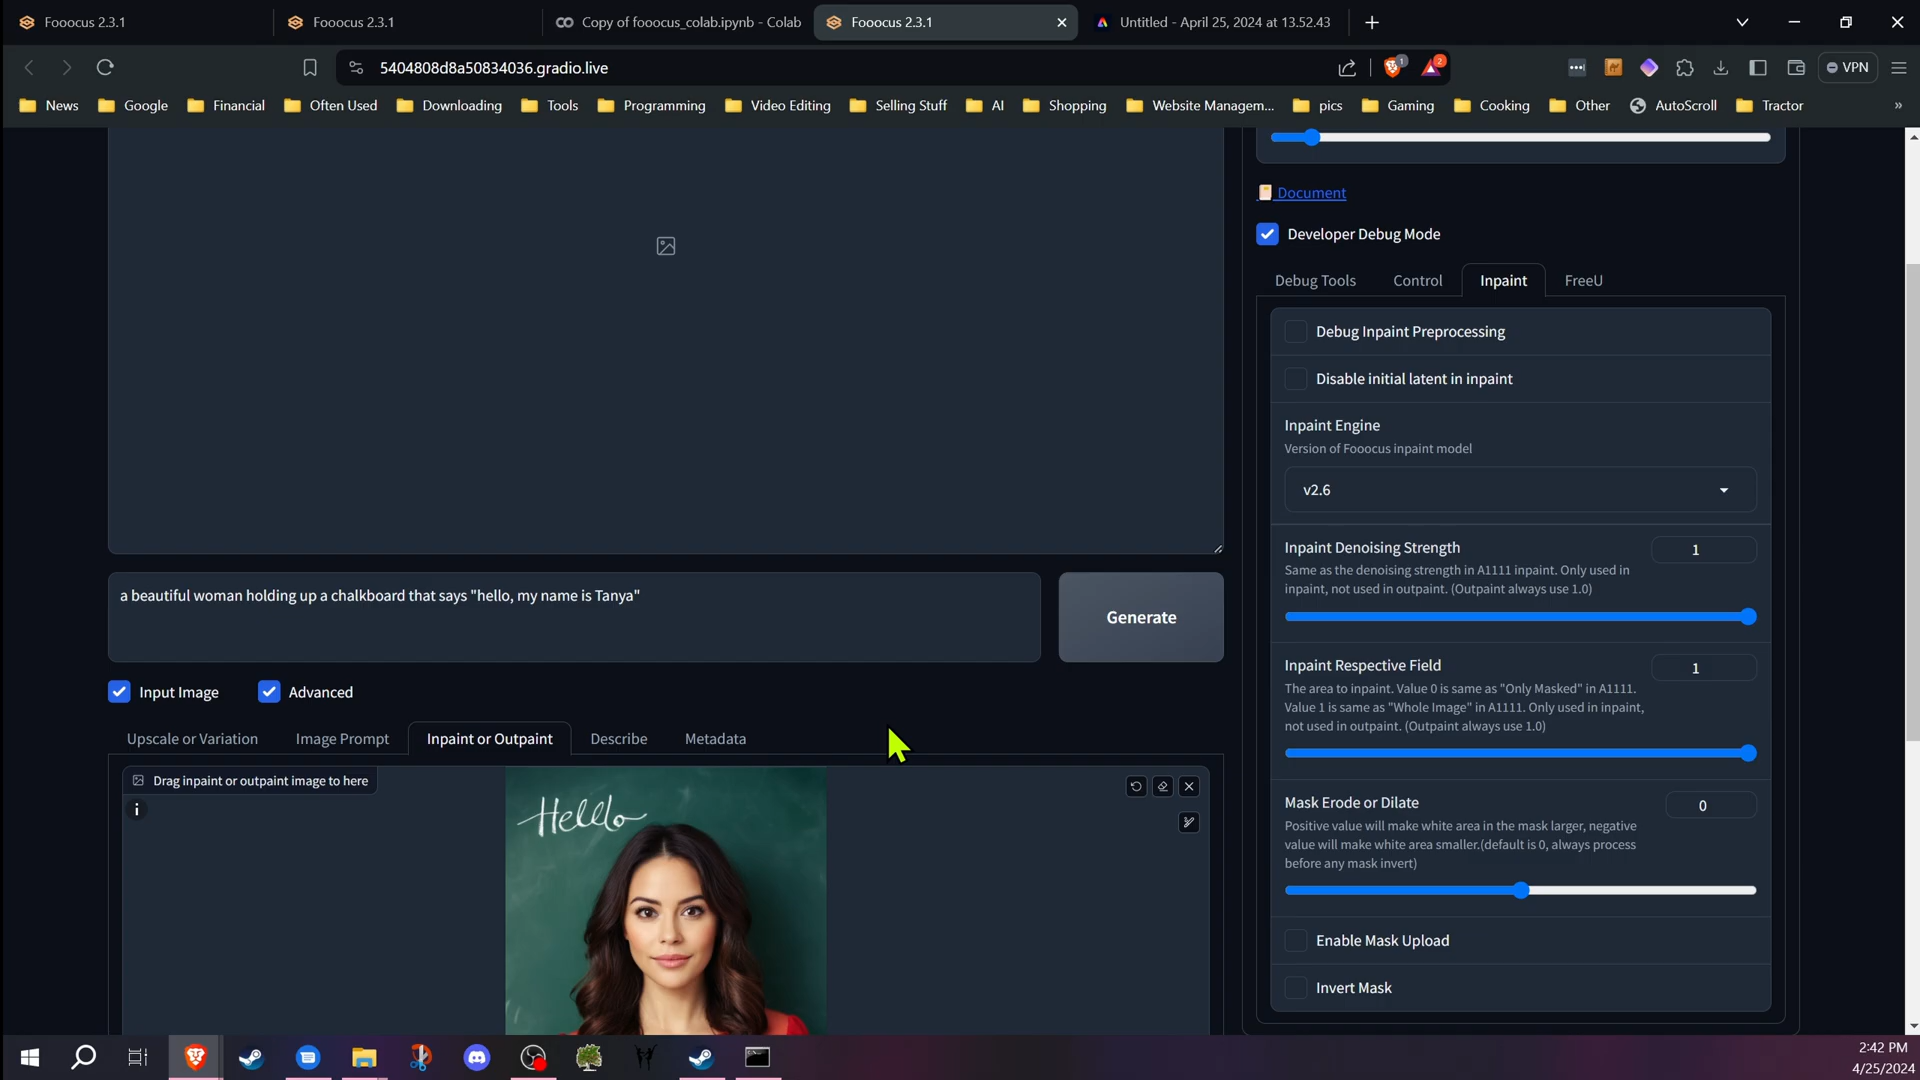 Fooocus 2.3.1
Fooocus 2.3.1
Copy of fooocus_colab.ipynb - Colab
Fooocus 2.3.1
Untitled - April 25, 2024 at 13.52.43
5404808d8a50834036.gradio.live
1
2
VPN
News
Google
Financial
Often Used
Downloading
Tools
Programming
Video Editing
Selling Stuff
AI
Shopping
Website Managem...
pics
Gaming
Cooking
Other
AutoScroll
Tractor
»
Document
Developer Debug Mode
Debug Tools
Control
Inpaint
FreeU
Debug Inpaint Preprocessing
Disable initial latent in inpaint
Inpaint Engine
Version of Fooocus inpaint model
v2.6
Inpaint Denoising Strength
1
Same as the denoising strength in A1111 inpaint. Only used in
inpaint, not used in outpaint. (Outpaint always use 1.0)
Inpaint Respective Field
1
The area to inpaint. Value 0 is same as "Only Masked" in A1111.
Value 1 is same as "Whole Image" in A1111. Only used in inpaint,
not used in outpaint. (Outpaint always use 1.0)
Mask Erode or Dilate
0
Positive value will make white area in the mask larger, negative
value will make white area smaller.(default is 0, always process
before any mask invert)
Enable Mask Upload
Invert Mask
a beautiful woman holding up a chalkboard that says "hello, my name is Tanya"
Generate
Input Image
Advanced
Upscale or Variation
Image Prompt
Inpaint or Outpaint
Describe
Metadata
Drag inpaint or outpaint image to here
i
Helllo
2:42 PM
4/25/2024